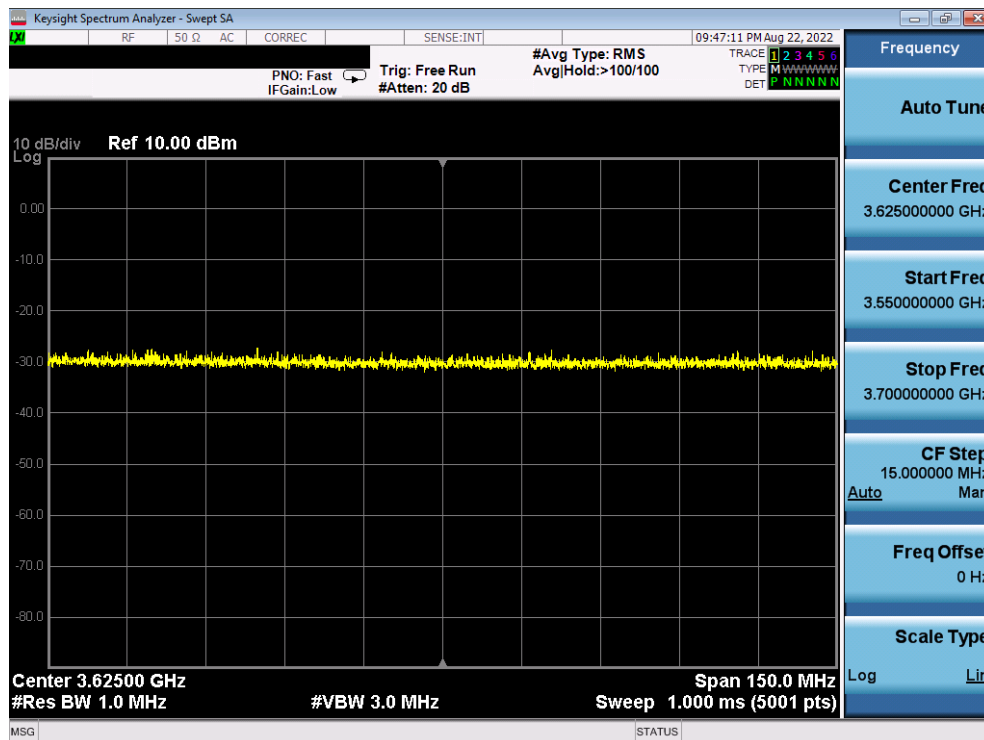 Keysight Spectrum Analyzer - Swept SA
LXI RF 50 Ω AC CORREC SENSE:INT 09:47:11 PM Aug 22, 2022
PNO: Fast
IFGain:Low
Trig: Free Run
#Atten: 20 dB
#Avg Type: RMS
Avg|Hold:>100/100
TRACE 1 2 3 4 5 6
TYPE M WWWWW
DET P N N N N N
10 dB/div Ref 10.00 dBm
Log
0.00
-10.0
-20.0
-30.0
-40.0
-50.0
-60.0
-70.0
-80.0
Center 3.62500 GHz Span 150.0 MHz
#Res BW 1.0 MHz #VBW 3.0 MHz Sweep 1.000 ms (5001 pts)
MSG STATUS
Frequency
Auto Tune
Center Freq
3.625000000 GHz
Start Freq
3.550000000 GHz
Stop Freq
3.700000000 GHz
CF Step
15.000000 MHz
Auto Man
Freq Offset
0 Hz
Scale Type
Log Lin